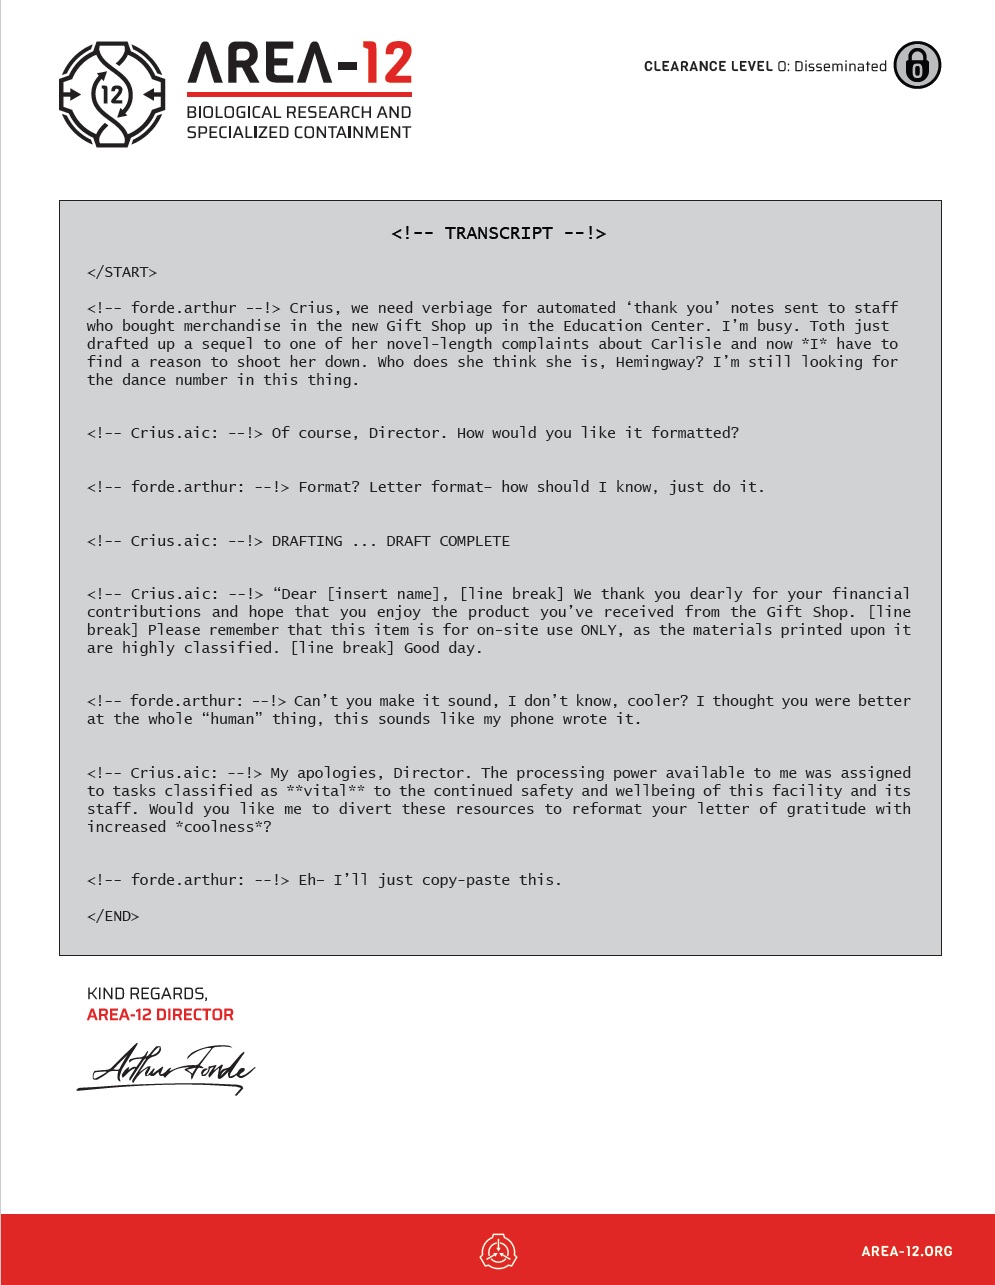 AREA-12
BIOLOGICAL RESEARCH AND
SPECIALIZED CONTAINMENT
12
CLEARANCE LEVEL 0: Disseminated
0
<!-- TRANSCRIPT --!>
</START>
<!-- forde.arthur --!> Crius, we need verbiage for automated ‘thank you’ notes sent to staff
who bought merchandise in the new Gift Shop up in the Education Center. I’m busy. Toth just
drafted up a sequel to one of her novel-length complaints about Carlisle and now *I* have to
find a reason to shoot her down. Who does she think she is, Hemingway? I’m still looking for
the dance number in this thing.
<!-- Crius.aic: --!> Of course, Director. How would you like it formatted?
<!-- forde.arthur: --!> Format? Letter format– how should I know, just do it.
<!-- Crius.aic: --!> DRAFTING ... DRAFT COMPLETE
<!-- Crius.aic: --!> “Dear [insert name], [line break] We thank you dearly for your financial
contributions and hope that you enjoy the product you’ve received from the Gift Shop. [line
break] Please remember that this item is for on-site use ONLY, as the materials printed upon it
are highly classified. [line break] Good day.
<!-- forde.arthur: --!> Can’t you make it sound, I don’t know, cooler? I thought you were better
at the whole “human” thing, this sounds like my phone wrote it.
<!-- Crius.aic: --!> My apologies, Director. The processing power available to me was assigned
to tasks classified as **vital** to the continued safety and wellbeing of this facility and its
staff. Would you like me to divert these resources to reformat your letter of gratitude with
increased *coolness*?
<!-- forde.arthur: --!> Eh– I’ll just copy-paste this.
</END>
KIND REGARDS,
AREA-12 DIRECTOR
Arthur Forde
AREA-12.ORG